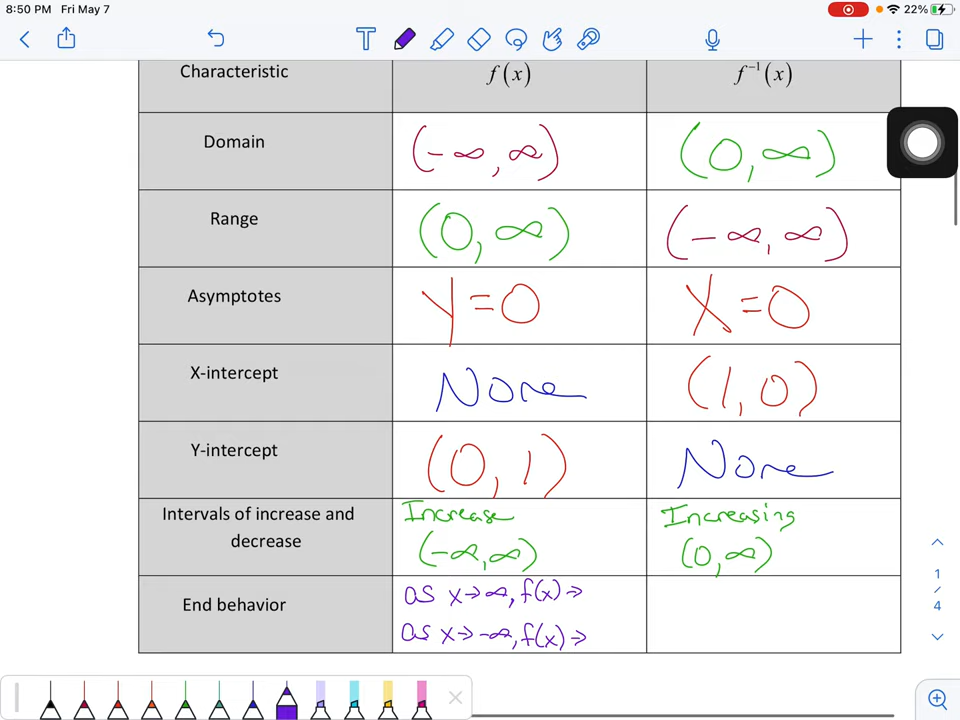 8:50 PM Fri May 7
22%
T
Characteristic f(x) f⁻¹(x)
Domain (-∞, ∞) (0, ∞)
Range (0, ∞) (-∞, ∞)
Asymptotes y=0 x=0
X-intercept None (1, 0)
Y-intercept (0, 1) None
Intervals of increase and
decrease
Increase
(-∞, ∞)
Increasing
(0, ∞)
End behavior
as x→∞, f(x)→
as x→-∞, f(x)→
1
/
4